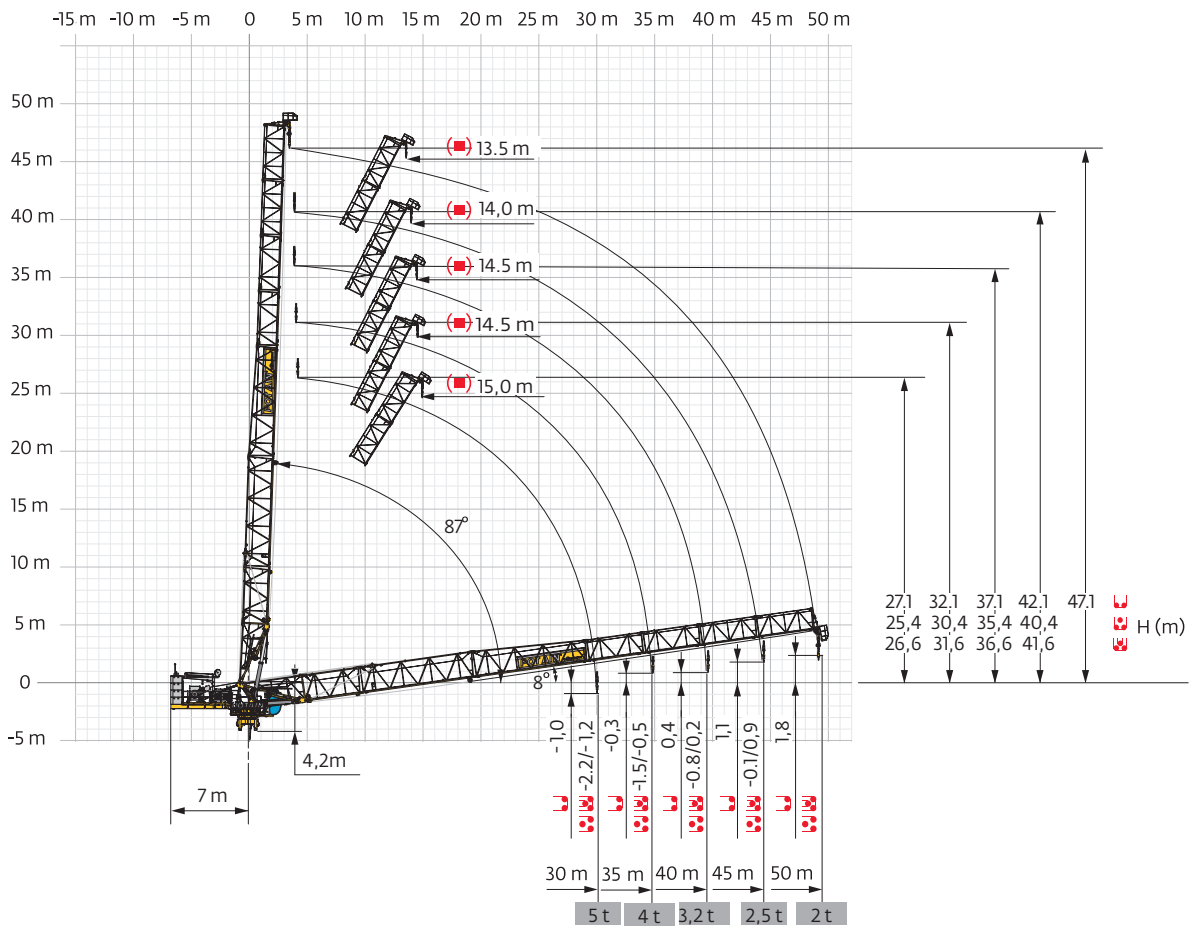 -15 m -10 m -5 m 0 m 5 m 10 m 15 m 20 m 25 m 30 m 35 m 40 m 45 m 50 m
50 m
45 m
40 m
35 m
30 m
25 m
20 m
15 m
10 m
5 m
0
-5 m
( ) 13.5 m
( ) 14,0 m
( ) 14.5 m
( ) 14.5 m
( ) 15,0 m
87°
8°
27.1 32.1 37.1 42.1 47.1
25,4 30,4 35,4 40,4
26,6 31,6 36,6 41,6
H (m)
4,2m
7 m
-1,0
-2.2/-1,2
-0,3
-1.5/-0,5
0,4
-0.8/0,2
1,1
-0.1/0,9
1,8
30 m 35 m 40 m 45 m 50 m
5 t 4 t 3,2 t 2,5 t 2 t